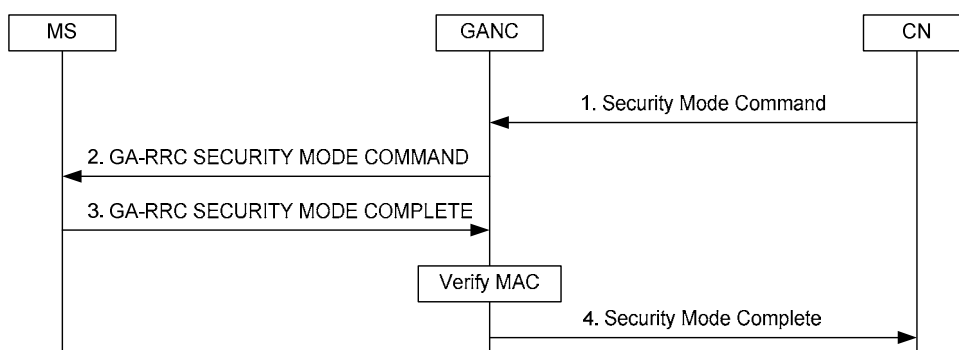 MS
GANC
CN
1. Security Mode Command
2. GA-RRC SECURITY MODE COMMAND
3. GA-RRC SECURITY MODE COMPLETE
Verify MAC
4. Security Mode Complete